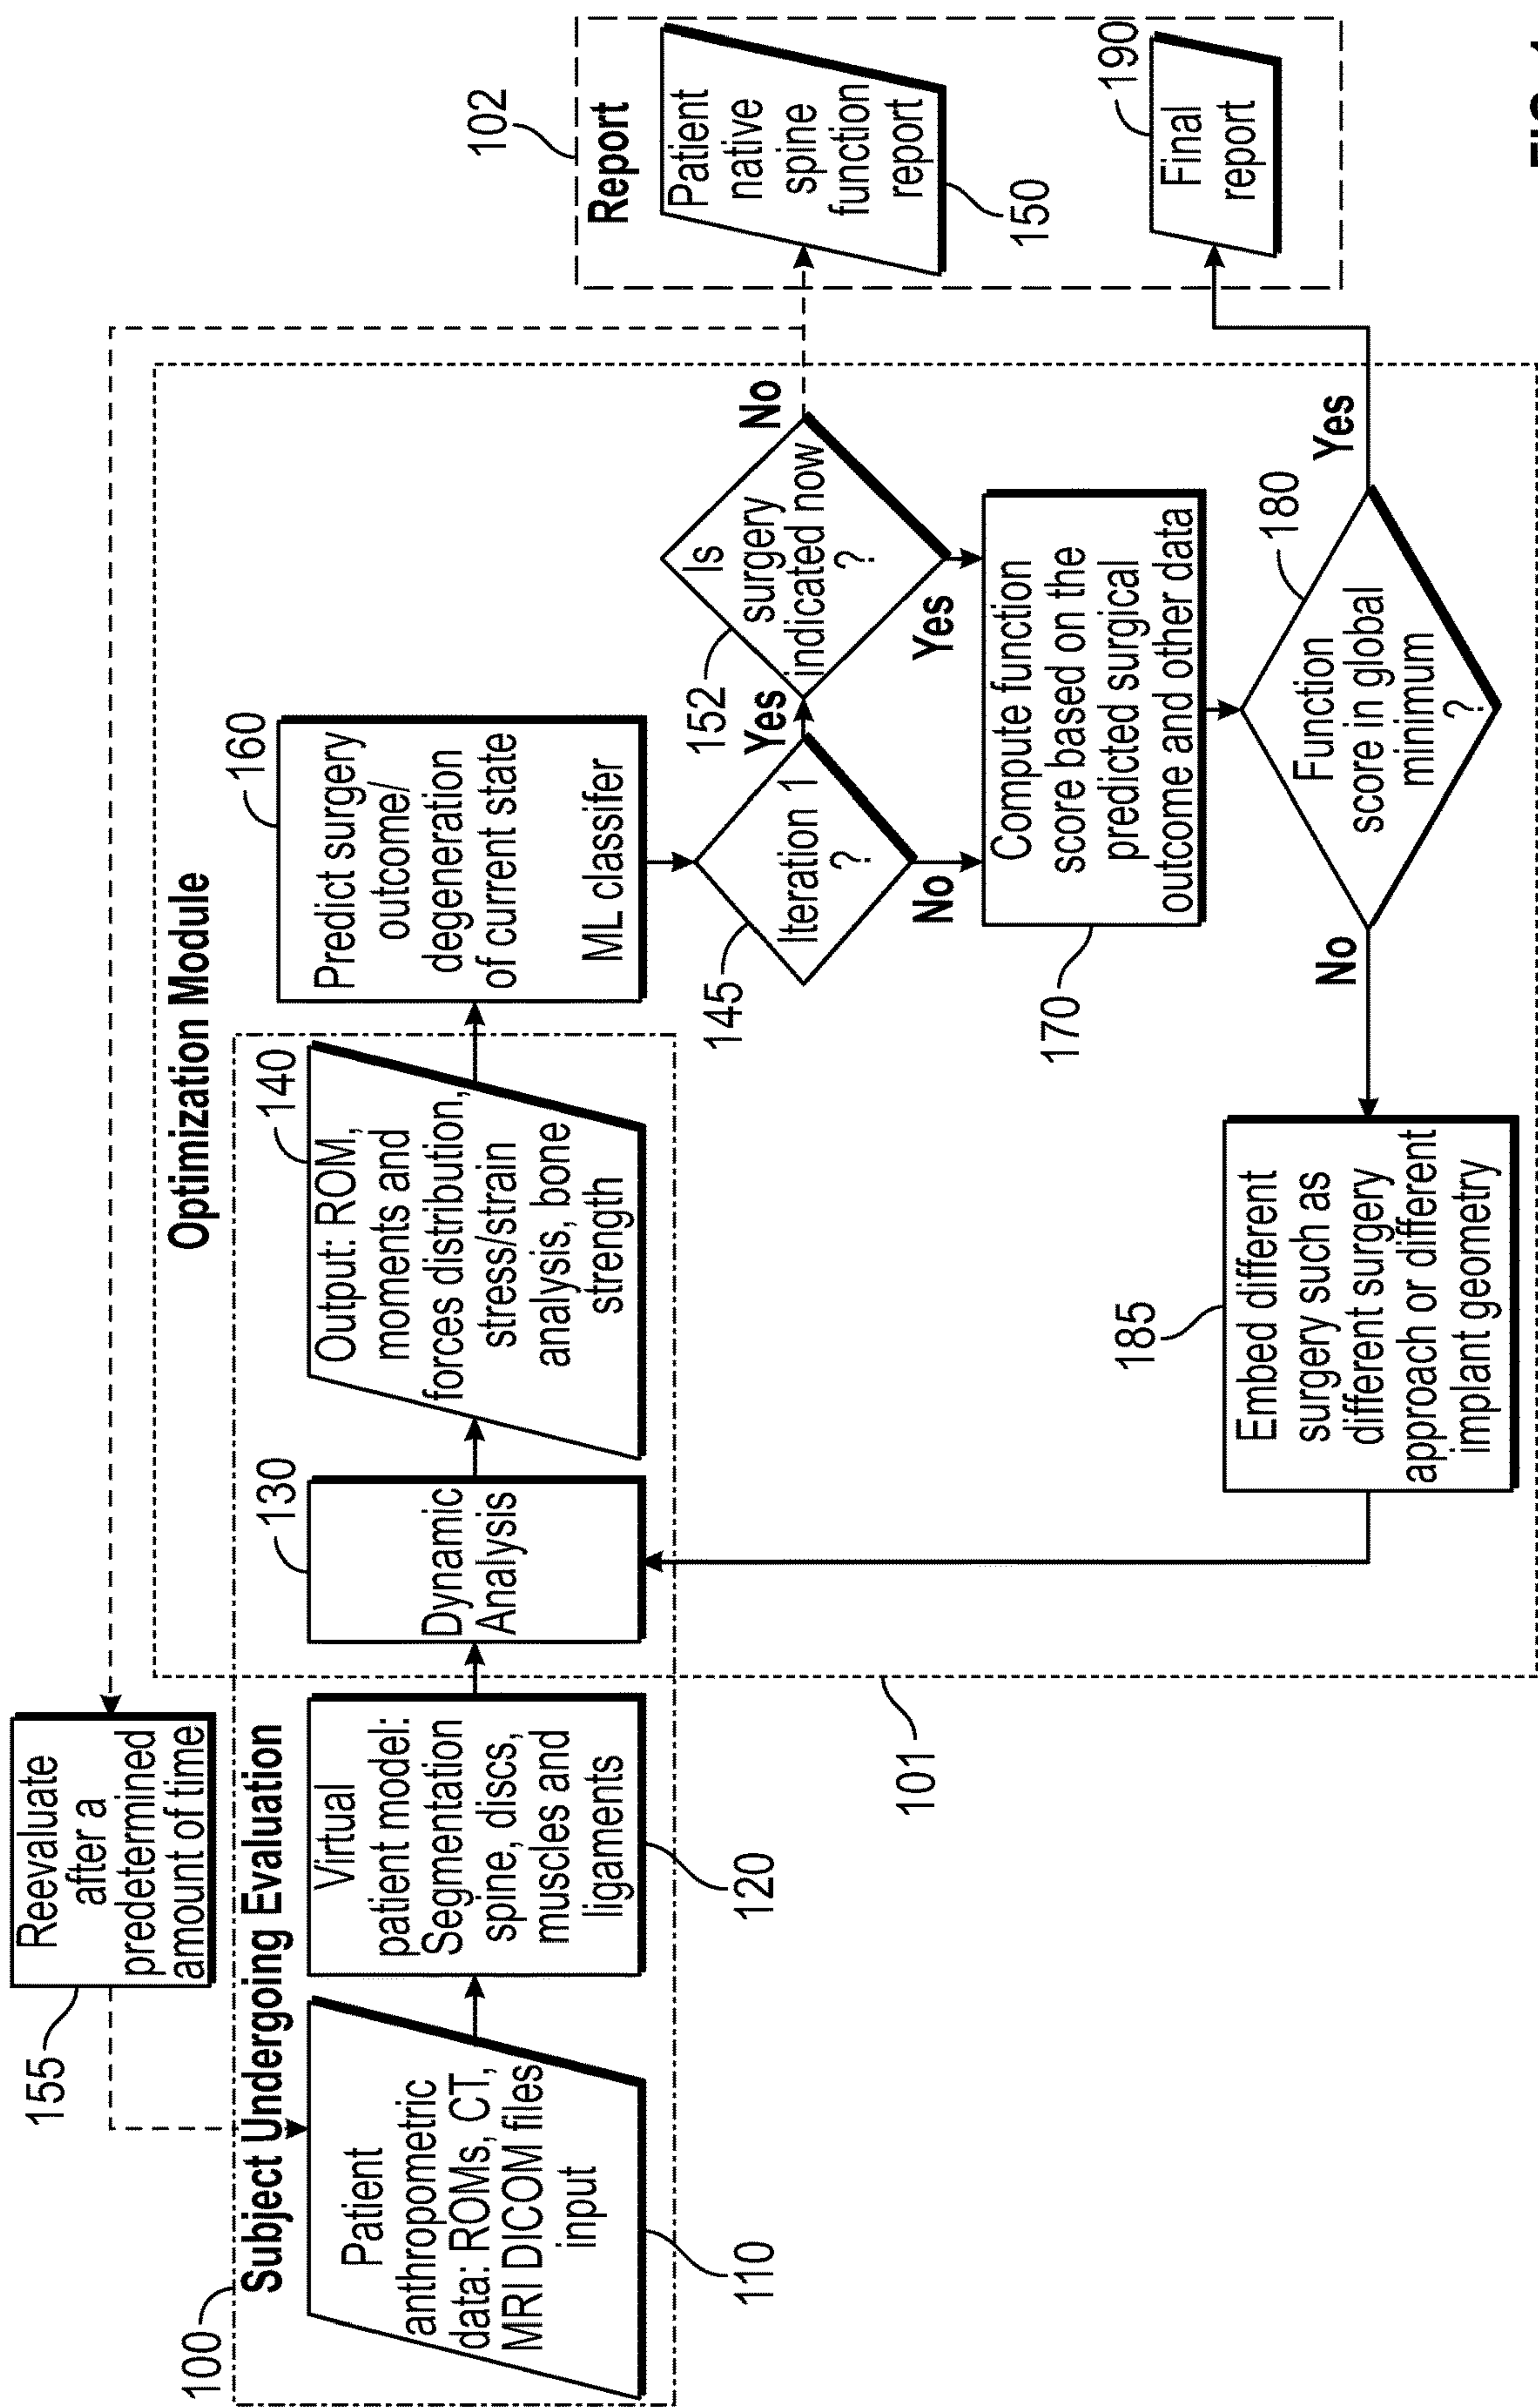 155
Reevaluate
after a
predetermined
amount of time
100
Subject Undergoing Evaluation
Patient
anthropometric
data: ROMs, CT,
MRI DICOM files
input
110
Virtual
patient model:
Segmentation
spine, discs,
muscles and
ligaments
120
Optimization Module
101
130
Dynamic
Analysis
140
Output: ROM,
moments and
forces distribution,
stress/strain
analysis, bone
strength
160
Predict surgery
outcome/
degeneration
of current state
ML classifer
145
Iteration 1
?
Yes
No
152
Is
surgery
indicated now
?
No
Yes
170
Compute function
score based on the
predicted surgical
outcome and other data
180
Function
score in global
minimum
?
No
Yes
185
Embed different
surgery such as
different surgery
approach or different
implant geometry
102
Report
Patient
native
spine
function
report
150
190
Final
report